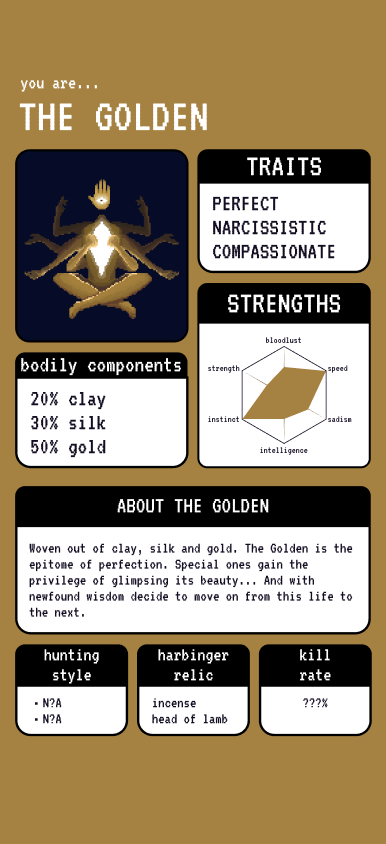 you are...
THE GOLDEN
TRAITS
PERFECT
NARCISSISTIC
COMPASSIONATE
STRENGTHS
bloodlust
strength
speed
instinct
sadism
intelligence
bodily components
20% clay
30% silk
50% gold
ABOUT THE GOLDEN
Woven out of clay, silk and gold. The Golden is the
epitome of perfection. Special ones gain the
privilege of glimpsing its beauty... And with
newfound wisdom decide to move on from this life to
the next.
hunting
style
• N?A
• N?A
harbinger
relic
incense
head of lamb
kill
rate
???%